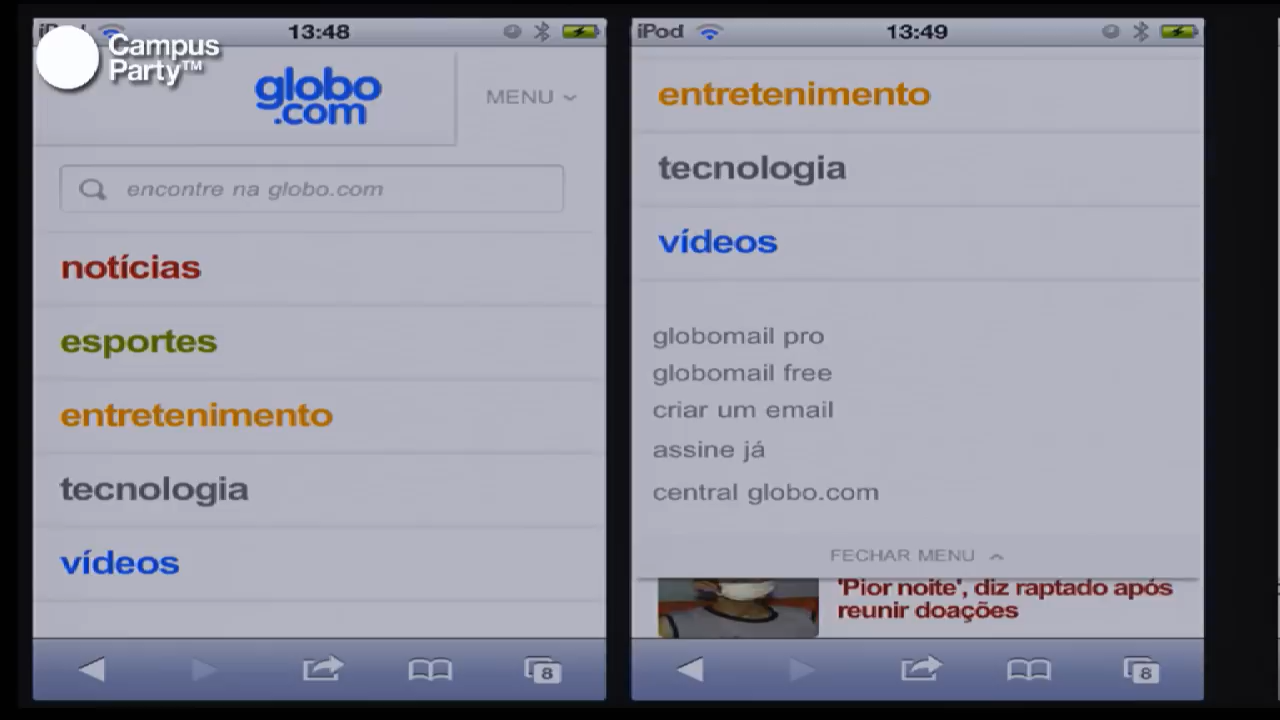 Campus
Party™
iPod
13:48
globo
.com
MENU
encontre na globo.com
notícias
esportes
entretenimento
tecnologia
vídeos
8
iPod
13:49
entretenimento
tecnologia
vídeos
globomail pro
globomail free
criar um email
assine já
central globo.com
FECHAR MENU
'Pior noite', diz raptado após
reunir doações
8